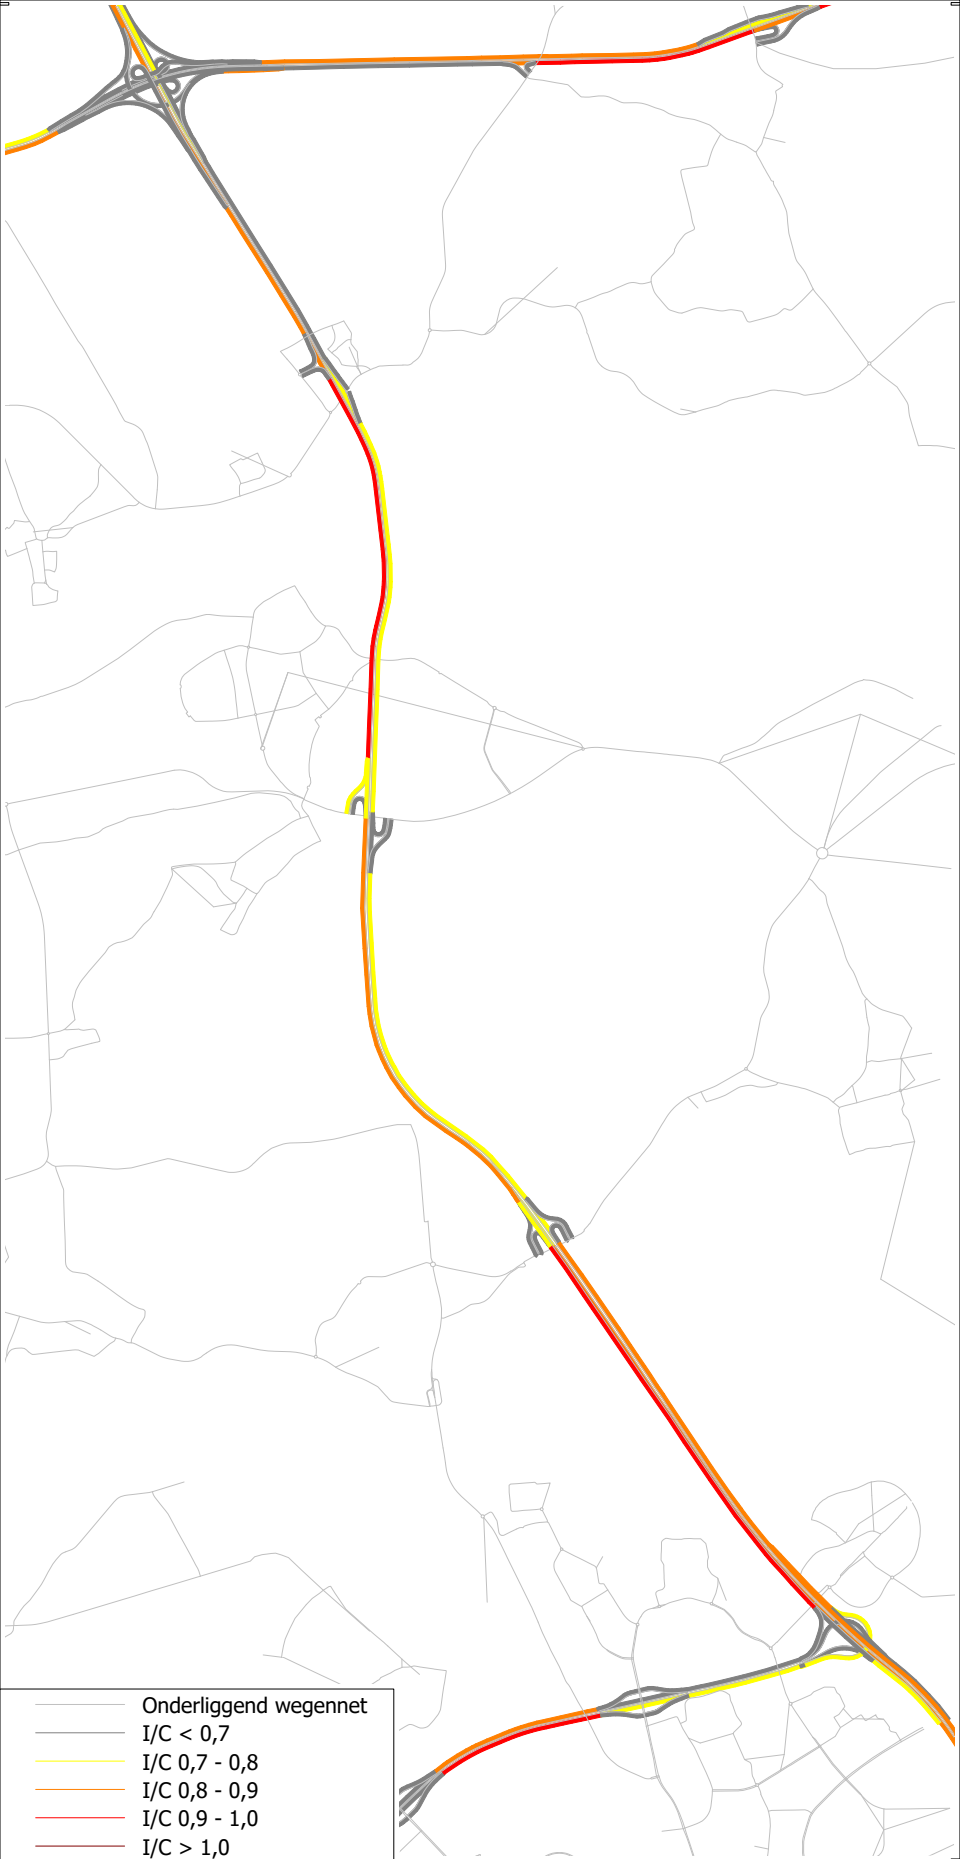 Onderliggend wegennet
I/C < 0,7
I/C 0,7 - 0,8
I/C 0,8 - 0,9
I/C 0,9 - 1,0
I/C > 1,0